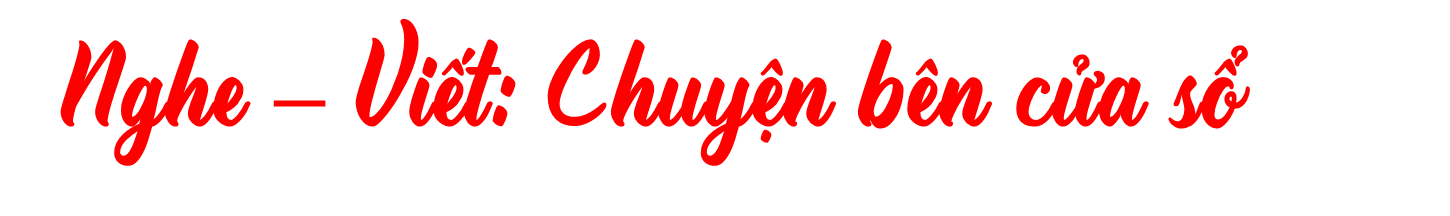 Nghe – Viết: Chuyện bên cửa sổ